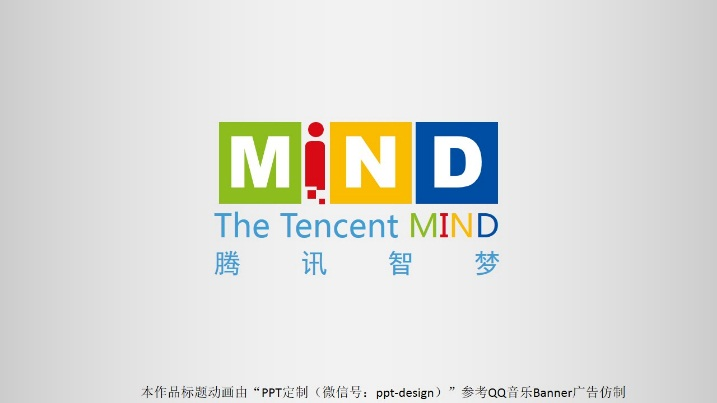 MiND
The Tencent MIND
腾讯智梦
本作品标题动画由“PPT定制（微信号：ppt-design）”参考QQ音乐Banner广告仿制